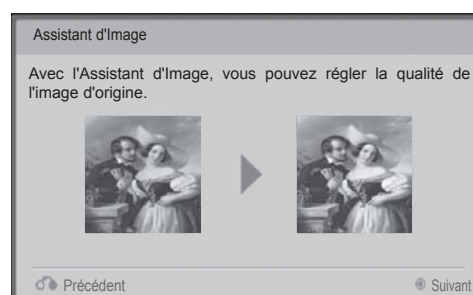 Assistant d'Image
Avec l'Assistant d'Image, vous pouvez régler la qualité de
l'image d'origine.
Précédent
Suivant